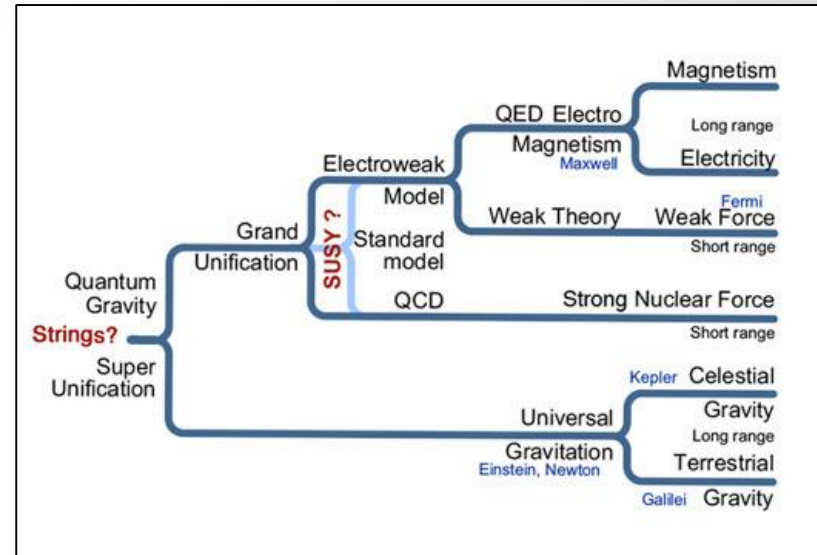 Magnetism
QED Electro
Long range
Magnetism
Maxwell
Electricity
Electroweak
Model
Fermi
Weak Theory
Weak Force
Short range
Grand
Unification
SUSY ?
Standard
model
QCD
Strong Nuclear Force
Short range
Quantum
Gravity
Strings?
Super
Unification
Kepler
Celestial
Gravity
Long range
Universal
Gravitation
Einstein, Newton
Terrestrial
Galilei
Gravity